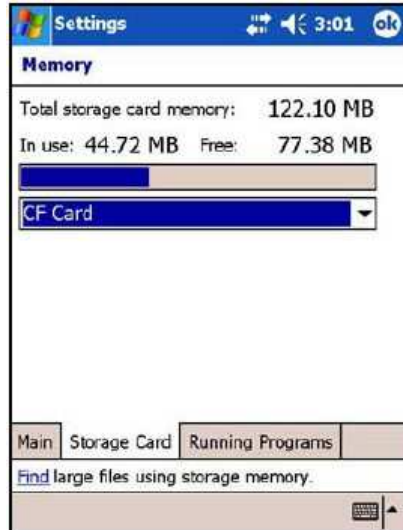 Settings 3:01 ok
Memory
Total storage card memory: 122.10 MB
In use: 44.72 MB Free: 77.38 MB
CF Card
Main Storage Card Running Programs
Find large files using storage memory.